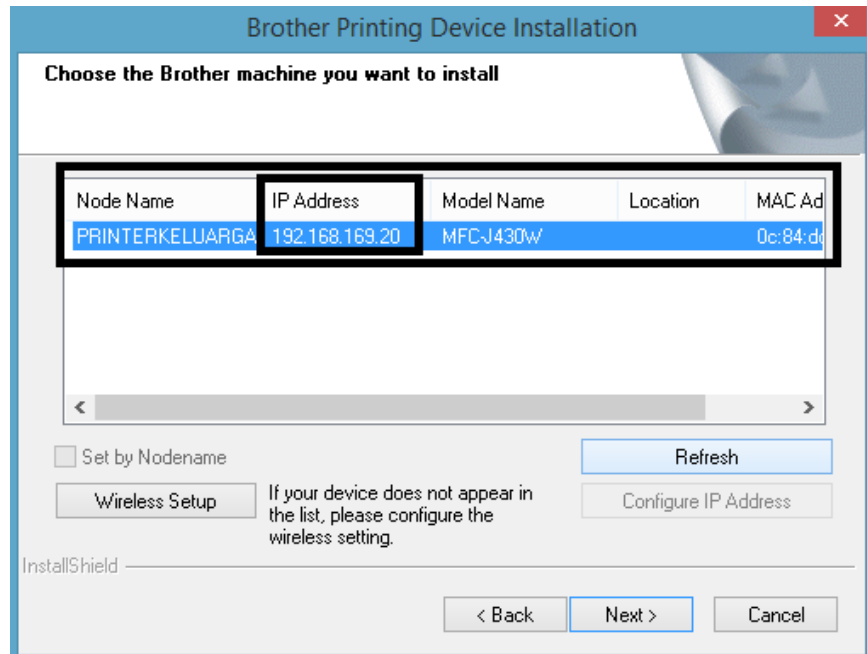 Brother Printing Device Installation
Choose the Brother machine you want to install
Node Name IP Address Model Name Location MAC Ad
PRINTERKELUARGA 192.168.169.20 MFC-J430W 0c:84:dc
Set by Nodename
Refresh
Wireless Setup
If your device does not appear in
the list, please configure the
wireless setting.
Configure IP Address
InstallShield
< Back Next > Cancel